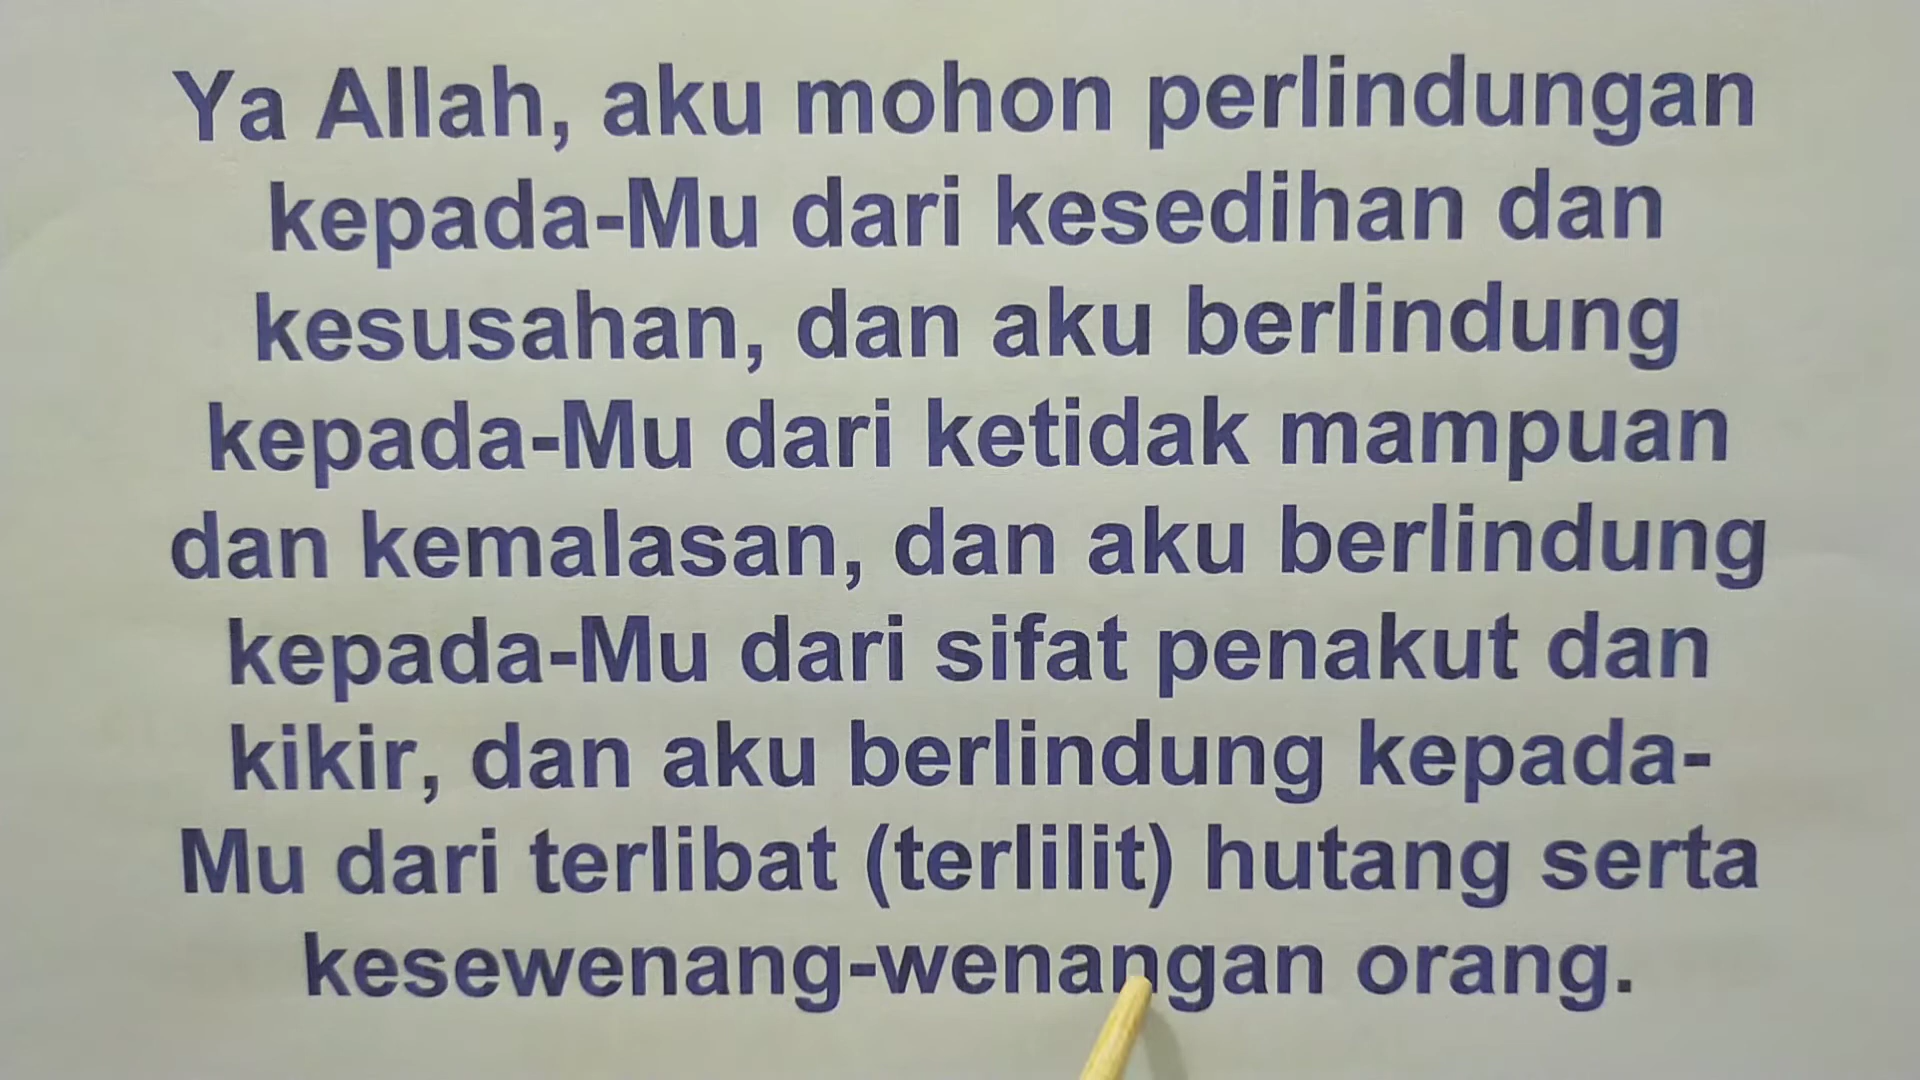 Ya Allah, aku mohon perlindungan
kepada-Mu dari kesedihan dan
kesusahan, dan aku berlindung
kepada-Mu dari ketidak mampuan
dan kemalasan, dan aku berlindung
kepada-Mu dari sifat penakut dan
kikir, dan aku berlindung kepada-
Mu dari terlibat (terlilit) hutang serta
kesewenang-wenangan orang.